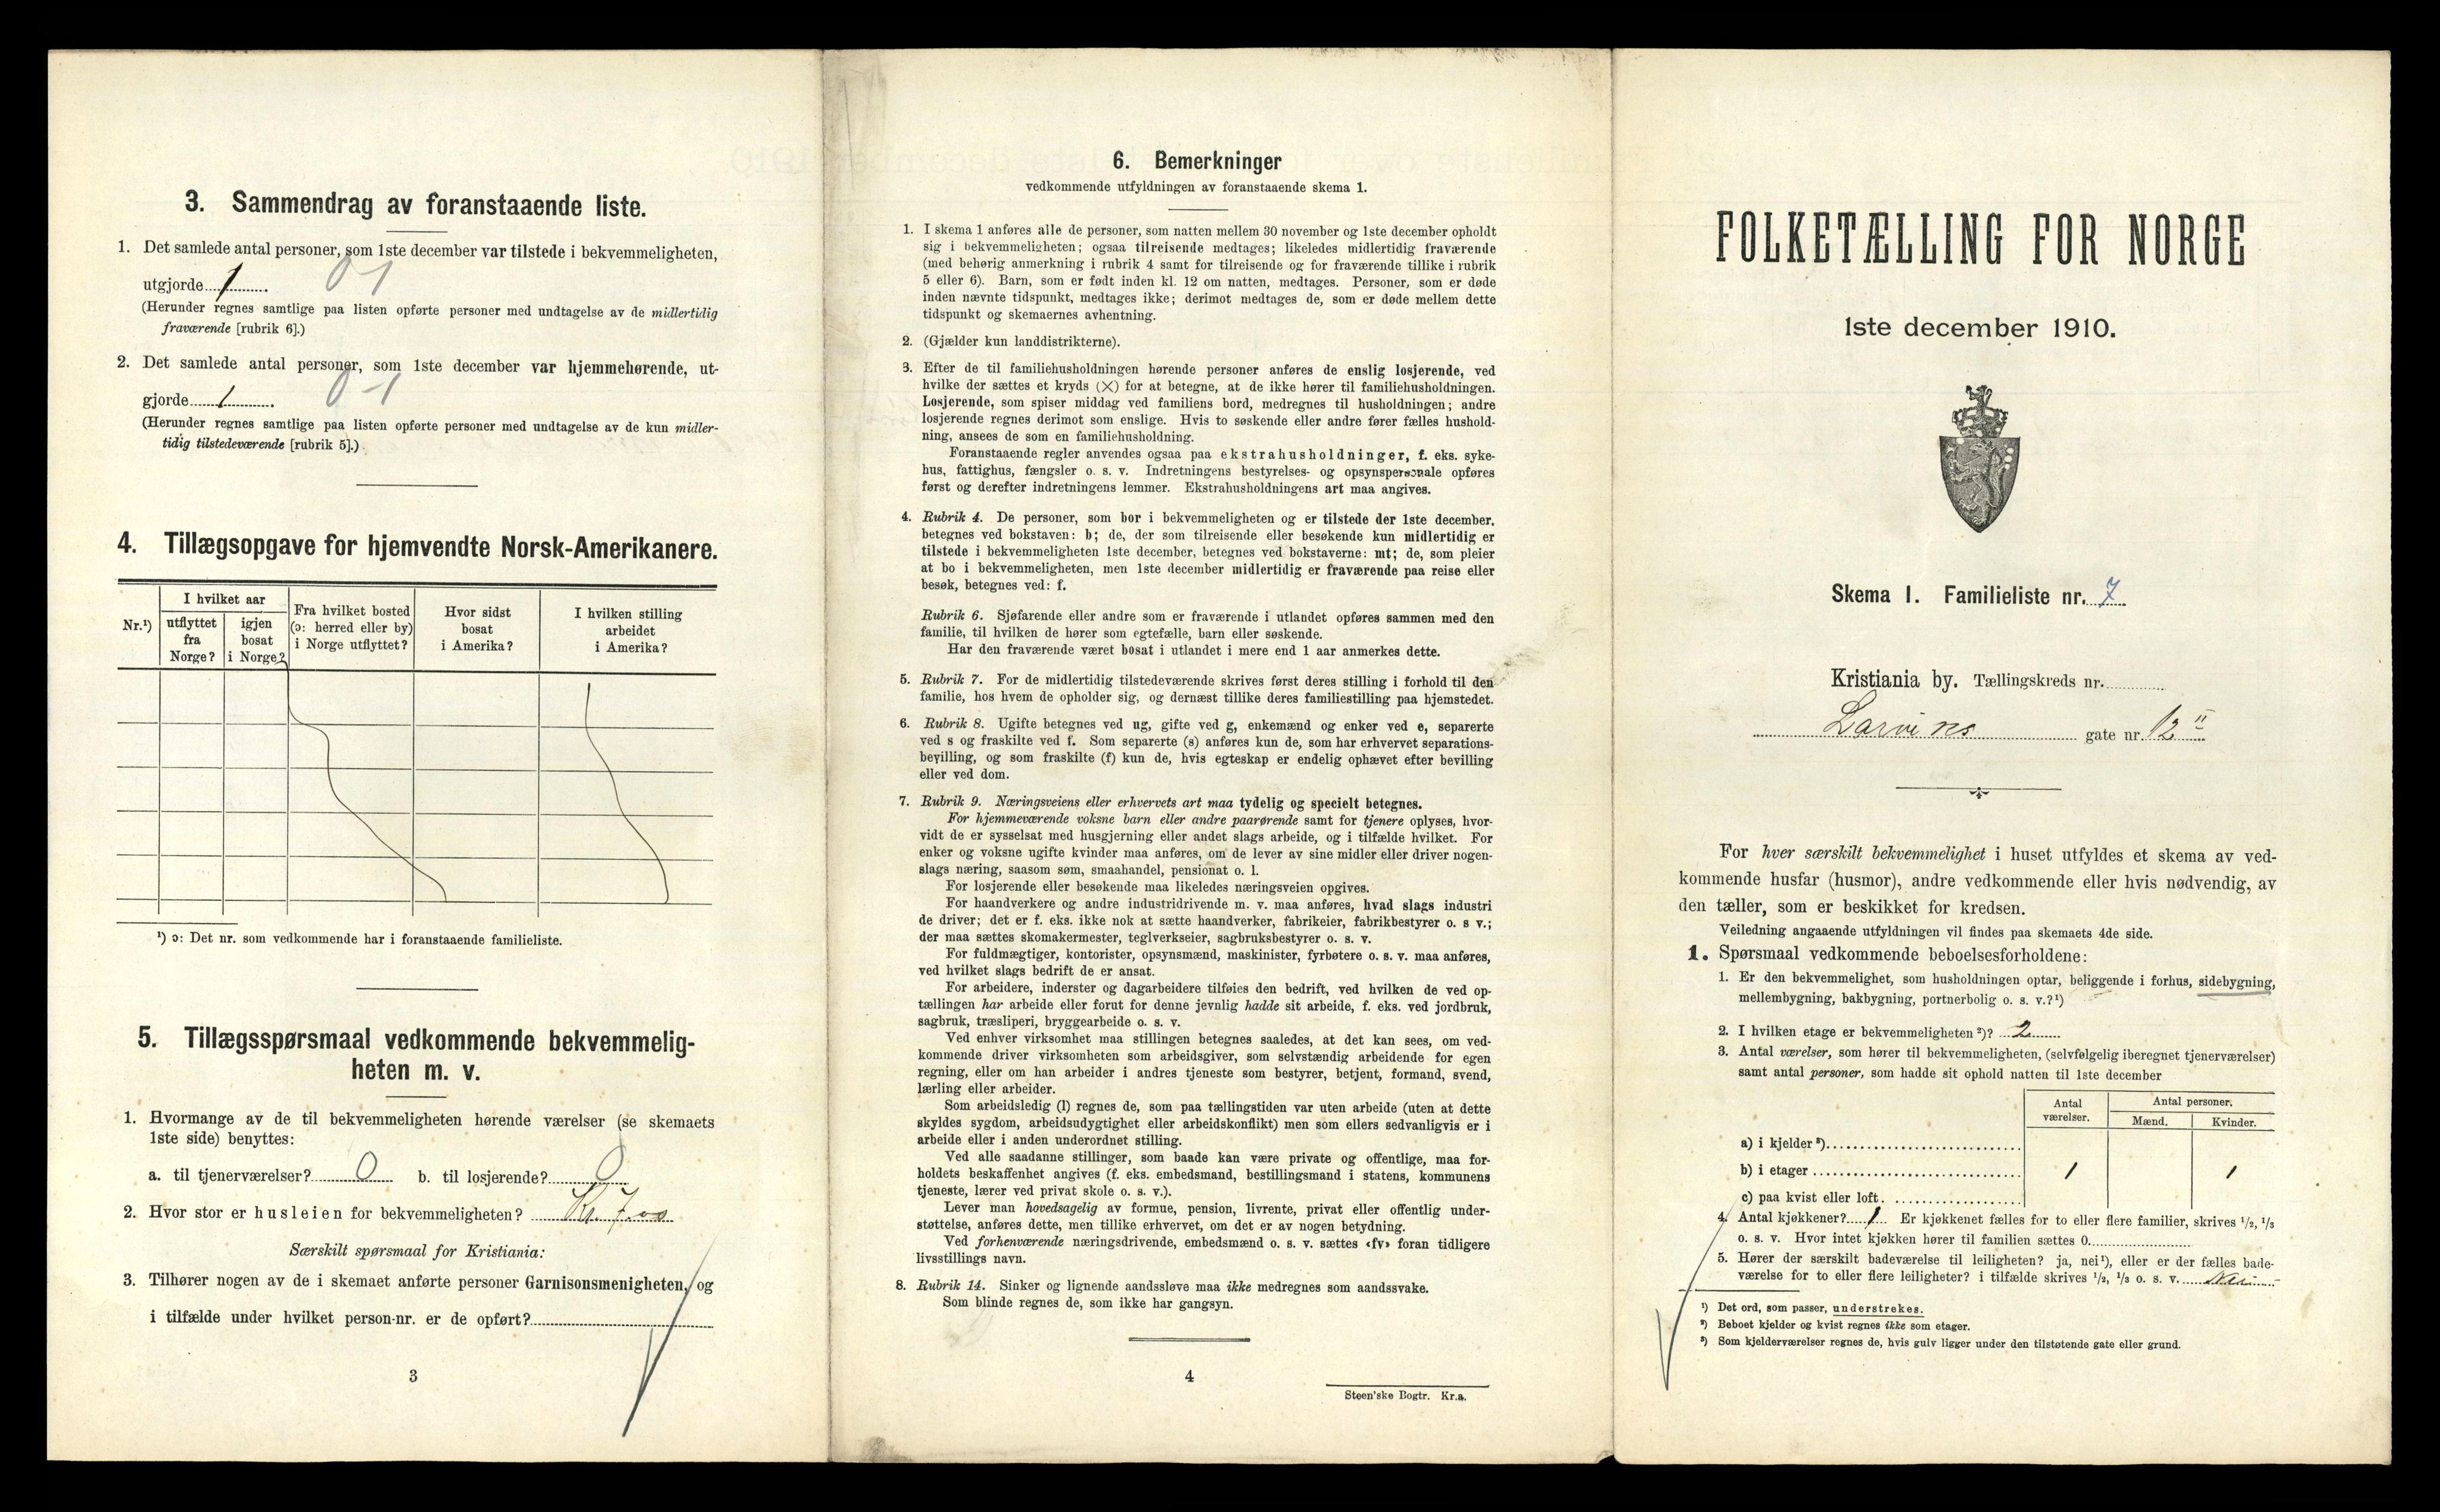 3. Sammendrag av foranstaaende liste.
1. Det samlede antal personer, som 1ste december var tilstede i bekvemmeligheten,
utgjorde 1. 0-1
(Herunder regnes samtlige paa listen opførte personer med undtagelse av de midlertidig
fraværende [rubrik 6].)
2. Det samlede antal personer, som 1ste december var hjemmehørende, ut-
gjorde 1. 0-1
(Herunder regnes samtlige paa listen opførte personer med undtagelse av de kun midler-
tidig tilstedeværende [rubrik 5].)
4. Tillægsopgave for hjemvendte Norsk-Amerikanere.
Nr.¹)
I hvilket aar
utflyttet
fra
Norge?
igjen
bosat
i Norge?
Fra hvilket bosted
(ɔ: herred eller by)
i Norge utflyttet?
Hvor sidst
bosat
i Amerika?
I hvilken stilling
arbeidet
i Amerika?
¹) ɔ: Det nr. som vedkommende har i foranstaaende familieliste.
5. Tillægsspørsmaal vedkommende bekvemmelig-
heten m. v.
1. Hvormange av de til bekvemmeligheten hørende værelser (se skemaets
1ste side) benyttes:
a. til tjenerværelser? 0 b. til losjerende? 0
2. Hvor stor er husleien for bekvemmeligheten? Kr. 7.00
Særskilt spørsmaal for Kristiania:
3. Tilhører nogen av de i skemaet anførte personer Garnisonsmenigheten, og
i tilfælde under hvilket person-nr. er de opført?
3
6. Bemerkninger
vedkommende utfyldningen av foranstaaende skema 1.
1. I skema 1 anføres alle de personer, som natten mellem 30 november og 1ste december opholdt
sig i bekvemmeligheten; ogsaa tilreisende medtages; likeledes midlertidig fraværende
(med behørig anmerkning i rubrik 4 samt for tilreisende og for fraværende tillike i rubrik
5 eller 6). Barn, som er født inden kl. 12 om natten, medtages. Personer, som er døde
inden nævnte tidspunkt, medtages ikke; derimot medtages de, som er døde mellem dette
tidspunkt og skemaernes avhentning.
2. (Gjælder kun landdistrikterne).
3. Efter de til familiehusholdningen hørende personer anføres de enslig losjerende, ved
hvilke der sættes et kryds (×) for at betegne, at de ikke hører til familiehusholdningen.
Losjerende, som spiser middag ved familiens bord, medregnes til husholdningen; andre
losjerende regnes derimot som enslige. Hvis to søskende eller andre fører fælles hushold-
ning, ansees de som en familiehusholdning.
Foranstaaende regler anvendes ogsaa paa ekstrahusholdninger, f. eks. syke-
hus, fattighus, fængsler o. s. v. Indretningens bestyrelses- og opsynspersonale opføres
først og derefter indretningens lemmer. Ekstrahusholdningens art maa angives.
4. Rubrik 4. De personer, som bor i bekvemmeligheten og er tilstede der 1ste december,
betegnes ved bokstaven: b; de, der som tilreisende eller besøkende kun midlertidig er
tilstede i bekvemmeligheten 1ste december, betegnes ved bokstaverne: mt; de, som pleier
at bo i bekvemmeligheten, men 1ste december midlertidig er fraværende paa reise eller
besøk, betegnes ved: f.
Rubrik 6. Sjøfarende eller andre som er fraværende i utlandet opføres sammen med den
familie, til hvilken de hører som egtefælle, barn eller søskende.
Har den fraværende været bosat i utlandet i mere end 1 aar anmerkes dette.
5. Rubrik 7. For de midlertidig tilstedeværende skrives først deres stilling i forhold til den
familie, hos hvem de opholder sig, og dernæst tillike deres familiestilling paa hjemstedet.
6. Rubrik 8. Ugifte betegnes ved ug, gifte ved g, enkemænd og enker ved e, separerte
ved s og fraskilte ved f. Som separerte (s) anføres kun de, som har erhvervet separations-
bevilling, og som fraskilte (f) kun de, hvis egteskap er endelig ophævet efter bevilling
eller ved dom.
7. Rubrik 9. Næringsveiens eller erhvervets art maa tydelig og specielt betegnes.
For hjemmeværende voksne barn eller andre paarørende samt for tjenere oplyses, hvor-
vidt de er sysselsat med husgjerning eller andet slags arbeide, og i tilfælde hvilket. For
enker og voksne ugifte kvinder maa anføres, om de lever av sine midler eller driver nogen-
slags næring, saasom søm, smaahandel, pensionat o. l.
For losjerende eller besøkende maa likeledes næringsveien opgives.
For haandverkere og andre industridrivende m. v. maa anføres, hvad slags industri
de driver; det er f. eks. ikke nok at sætte haandverker, fabrikeier, fabrikbestyrer o. s v.;
der maa sættes skomakermester, teglverkseier, sagbruksbestyrer o. s. v.
For fuldmægtiger, kontorister, opsynsmænd, maskinister, fyrbøtere o. s. v. maa anføres,
ved hvilket slags bedrift de er ansat.
For arbeidere, inderster og dagarbeidere tilføies den bedrift, ved hvilken de ved op-
tællingen har arbeide eller forut for denne jevnlig hadde sit arbeide, f. eks. ved jordbruk,
sagbruk, træsliperi, bryggearbeide o. s. v.
Ved enhver virksomhet maa stillingen betegnes saaledes, at det kan sees, om ved-
kommende driver virksomheten som arbeidsgiver, som selvstændig arbeidende for egen
regning, eller om han arbeider i andres tjeneste som bestyrer, betjent, formand, svend,
lærling eller arbeider.
Som arbeidsledig (l) regnes de, som paa tællingstiden var uten arbeide (uten at dette
skyldes sygdom, arbeidsudygtighet eller arbeidskonflikt) men som ellers sedvanligvis er i
arbeide eller i anden underordnet stilling.
Ved alle saadanne stillinger, som baade kan være private og offentlige, maa for-
holdets beskaffenhet angives (f. eks. embedsmand, bestillingsmand i statens, kommunens
tjeneste, lærer ved privat skole o. s. v.).
Lever man hovedsagelig av formue, pension, livrente, privat eller offentlig under-
støttelse, anføres dette, men tillike erhvervet, om det er av nogen betydning.
Ved forhenværende næringsdrivende, embedsmænd o. s. v. sættes «fv» foran tidligere
livsstillings navn.
8. Rubrik 14. Sinker og lignende aandssløve maa ikke medregnes som aandssvake.
Som blinde regnes de, som ikke har gangsyn.
4
Steen'ske Bogtr. Kr.a.
FOLKETÆLLING FOR NORGE
1ste december 1910.
Skema 1. Familieliste nr. 7
Kristiania by. Tællingskreds nr.
Larviks gate nr. 12 II
For hver særskilt bekvemmelighet i huset utfyldes et skema av ved-
kommende husfar (husmor), andre vedkommende eller hvis nødvendig, av
den tæller, som er beskikket for kredsen.
Veiledning angaaende utfyldningen vil findes paa skemaets 4de side.
1. Spørsmaal vedkommende beboelsesforholdene:
1. Er den bekvemmelighet, som husholdningen optar, beliggende i forhus, sidebygning,
mellembygning, bakbygning, portnerbolig o. s. v.?¹)
2. I hvilken etage er bekvemmeligheten²)? 2
3. Antal værelser, som hører til bekvemmeligheten, (selvfølgelig iberegnet tjenerværelser)
samt antal personer, som hadde sit ophold natten til 1ste december
Antal
værelser.
Antal personer.
Mænd. Kvinder.
a) i kjelder³)
b) i etager 1 1
c) paa kvist eller loft.
4. Antal kjøkkener? 1 Er kjøkkenet fælles for to eller flere familier, skrives ¹/₂, ¹/₃
o. s. v. Hvor intet kjøkken hører til familien sættes 0.
5. Hører der særskilt badeværelse til leiligheten? ja, nei¹), eller er der fælles bade-
værelse for to eller flere leiligheter? i tilfælde skrives ¹/₂, ¹/₃ o. s. v. Nei
¹) Det ord, som passer, understrekes.
²) Beboet kjelder og kvist regnes ikke som etager.
³) Som kjelderværelser regnes de, hvis gulv ligger under den tilstøtende gate eller grund.